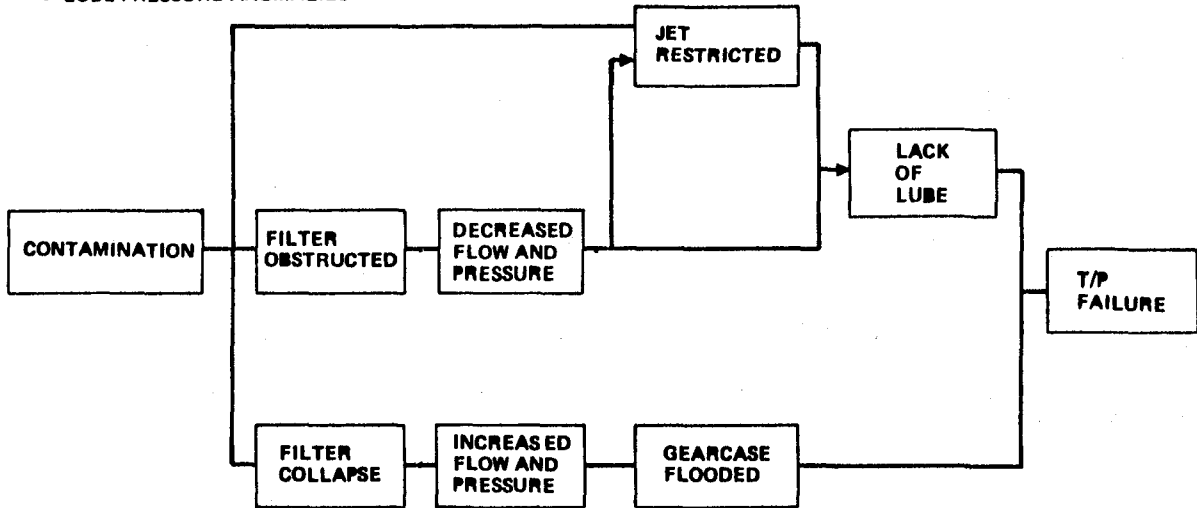 JET
RESTRICTED
LACK
OF
LUBE
CONTAMINATION
FILTER
OBSTRUCTED
DECREASED
FLOW AND
PRESSURE
T/P
FAILURE
FILTER
COLLAPSE
INCREASED
FLOW AND
PRESSURE
GEARCASE
FLOODED